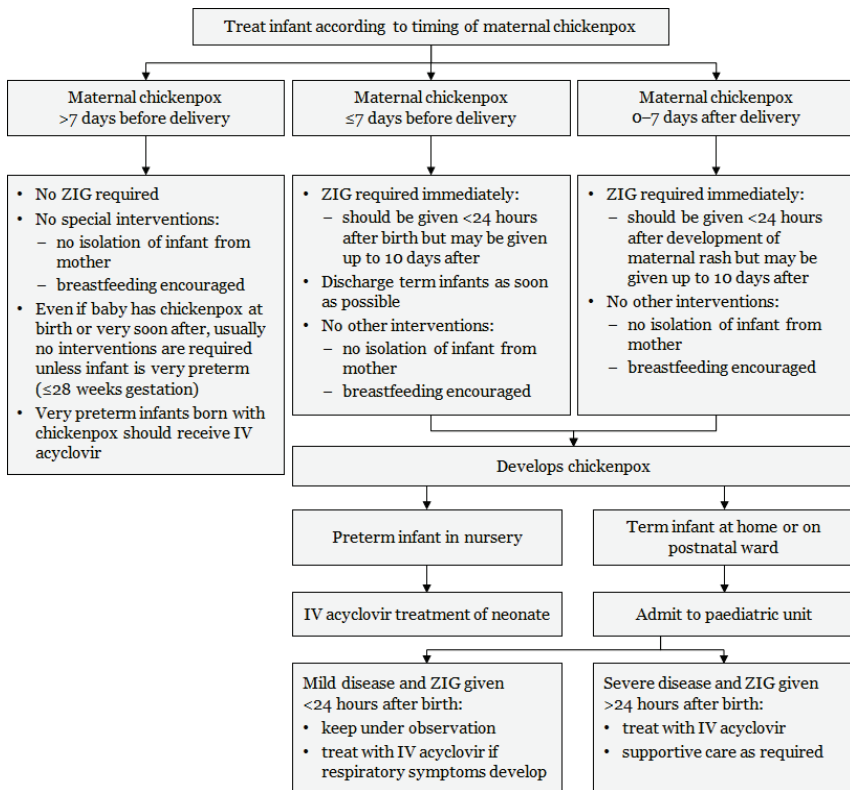 Treat infant according to timing of maternal chickenpox
Maternal chickenpox
>7 days before delivery
Maternal chickenpox
≤7 days before delivery
Maternal chickenpox
0–7 days after delivery
• No ZIG required
• No special interventions:
– no isolation of infant from
mother
– breastfeeding encouraged
• Even if baby has chickenpox at
birth or very soon after, usually
no interventions are required
unless infant is very preterm
(≤28 weeks gestation)
• Very preterm infants born with
chickenpox should receive IV
acyclovir
• ZIG required immediately:
– should be given <24 hours
after birth but may be given
up to 10 days after
• Discharge term infants as soon
as possible
• No other interventions:
– no isolation of infant from
mother
– breastfeeding encouraged
• ZIG required immediately:
– should be given <24 hours
after development of
maternal rash but may be
given up to 10 days after
• No other interventions:
– no isolation of infant from
mother
– breastfeeding encouraged
Develops chickenpox
Preterm infant in nursery
Term infant at home or on
postnatal ward
IV acyclovir treatment of neonate
Admit to paediatric unit
Mild disease and ZIG given
<24 hours after birth:
• keep under observation
• treat with IV acyclovir if
respiratory symptoms develop
Severe disease and ZIG given
>24 hours after birth:
• treat with IV acyclovir
• supportive care as required